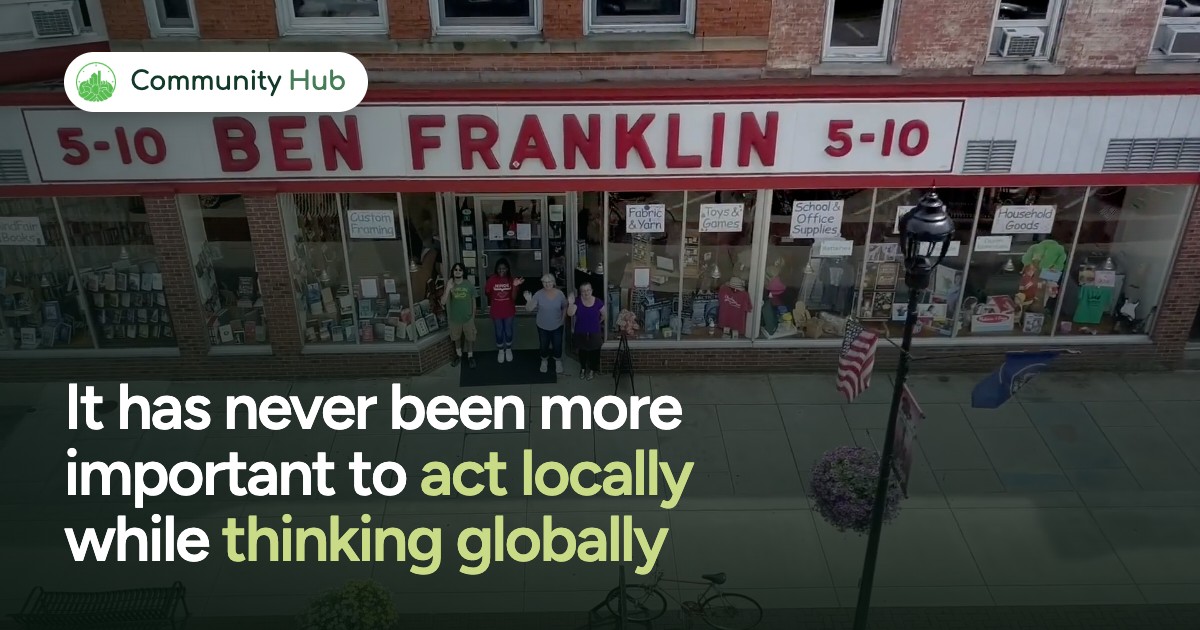 Community Hub
5-10 BEN FRANKLIN 5-10
Custom
Framing
Fabric
& Yarn
Toys &
Games
School &
Office
Supplies
Household
Goods
Books
It has never been more
important to act locally
while thinking globally